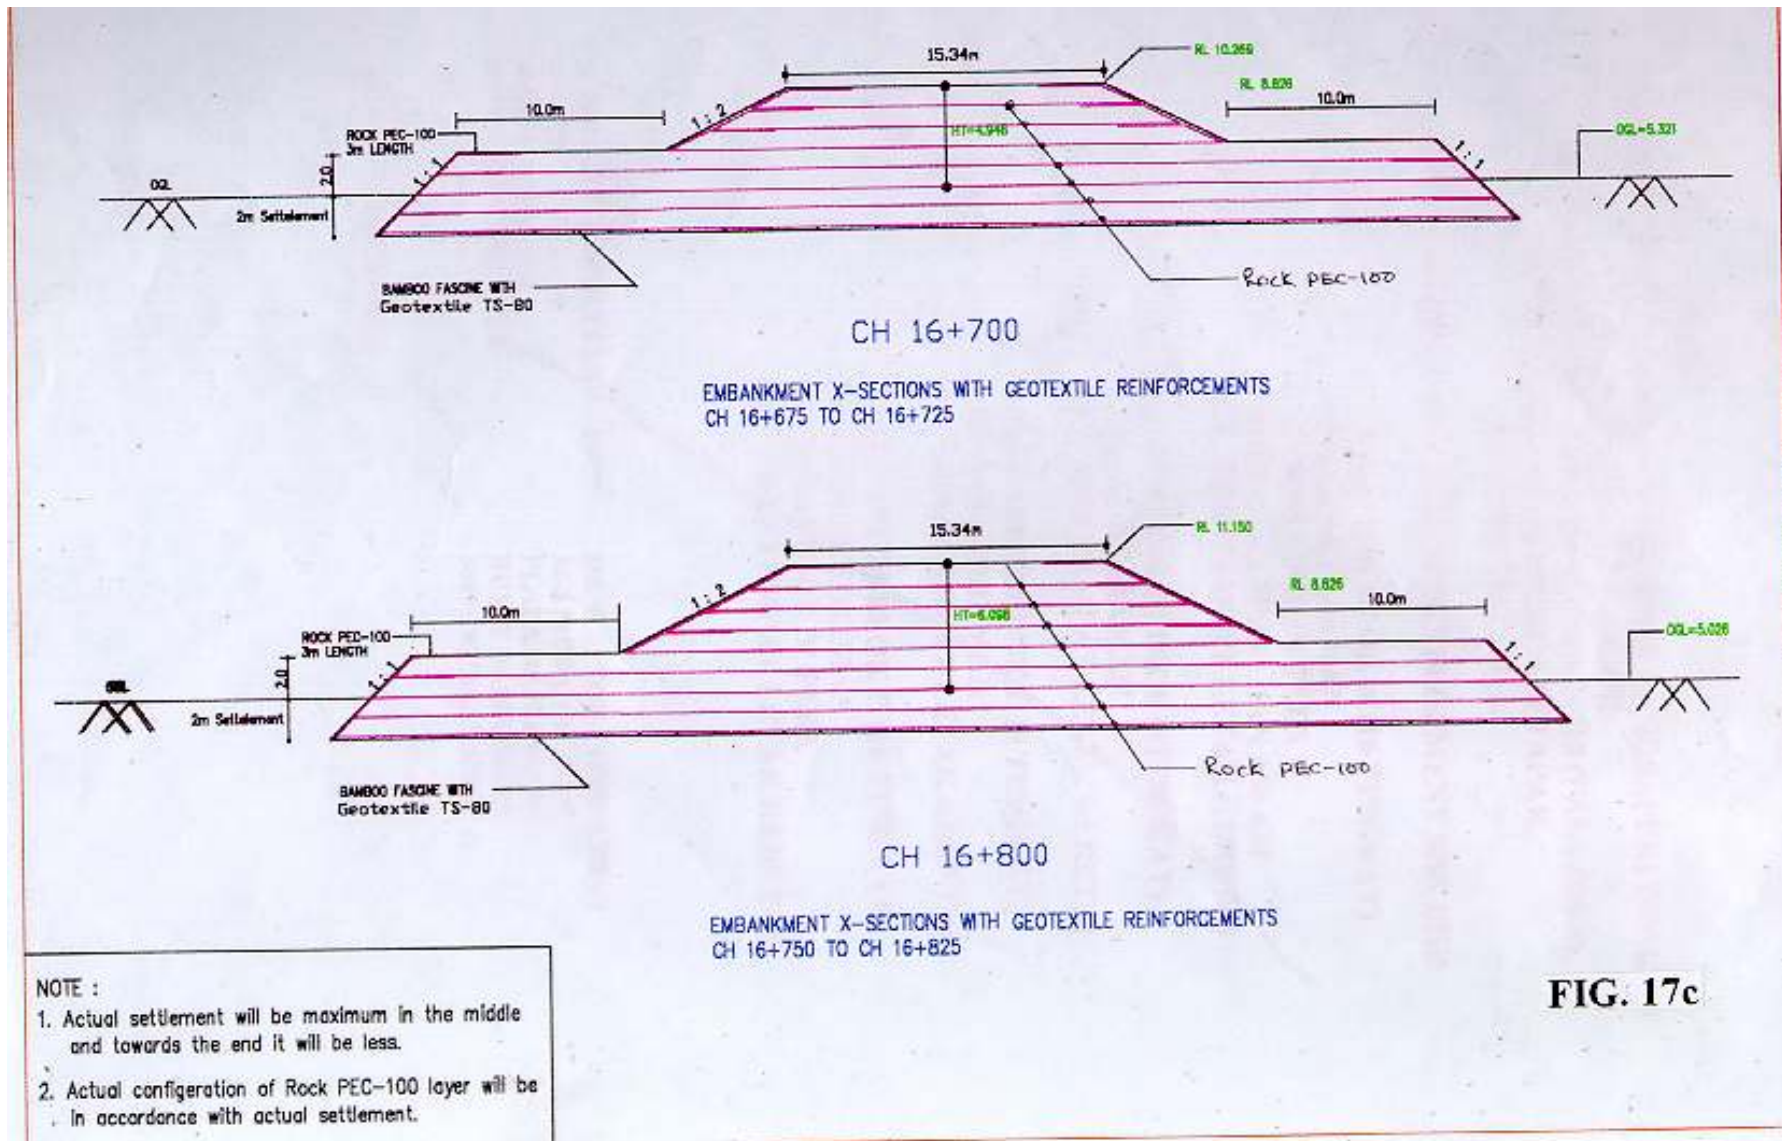 15.34m
RL 10.269
RL 8.626
10.0m
10.0m
1:2
ROCK PEC-100
3m LENGTH
HT=4.948
OGL=5.321
1:1
1:1
2.0
OGL
2m Settelement
BAMBOO FASCINE WITH
Geotextile TS-80
Rock PEC-100
CH 16+700
EMBANKMENT X-SECTIONS WITH GEOTEXTILE REINFORCEMENTS
CH 16+675 TO CH 16+725
15.34m
RL 11.150
RL 8.626
10.0m
10.0m
1:2
ROCK PEC-100
3m LENGTH
HT=6.098
OGL=5.026
1:1
1:1
2.0
2m Settelement
BAMBOO FASCINE WITH
Geotextile TS-80
Rock PEC-100
CH 16+800
EMBANKMENT X-SECTIONS WITH GEOTEXTILE REINFORCEMENTS
CH 16+750 TO CH 16+825
FIG. 17c
NOTE :
1. Actual settlement will be maximum in the middle
and towards the end it will be less.
2. Actual configeration of Rock PEC-100 layer will be
in accordance with actual settlement.